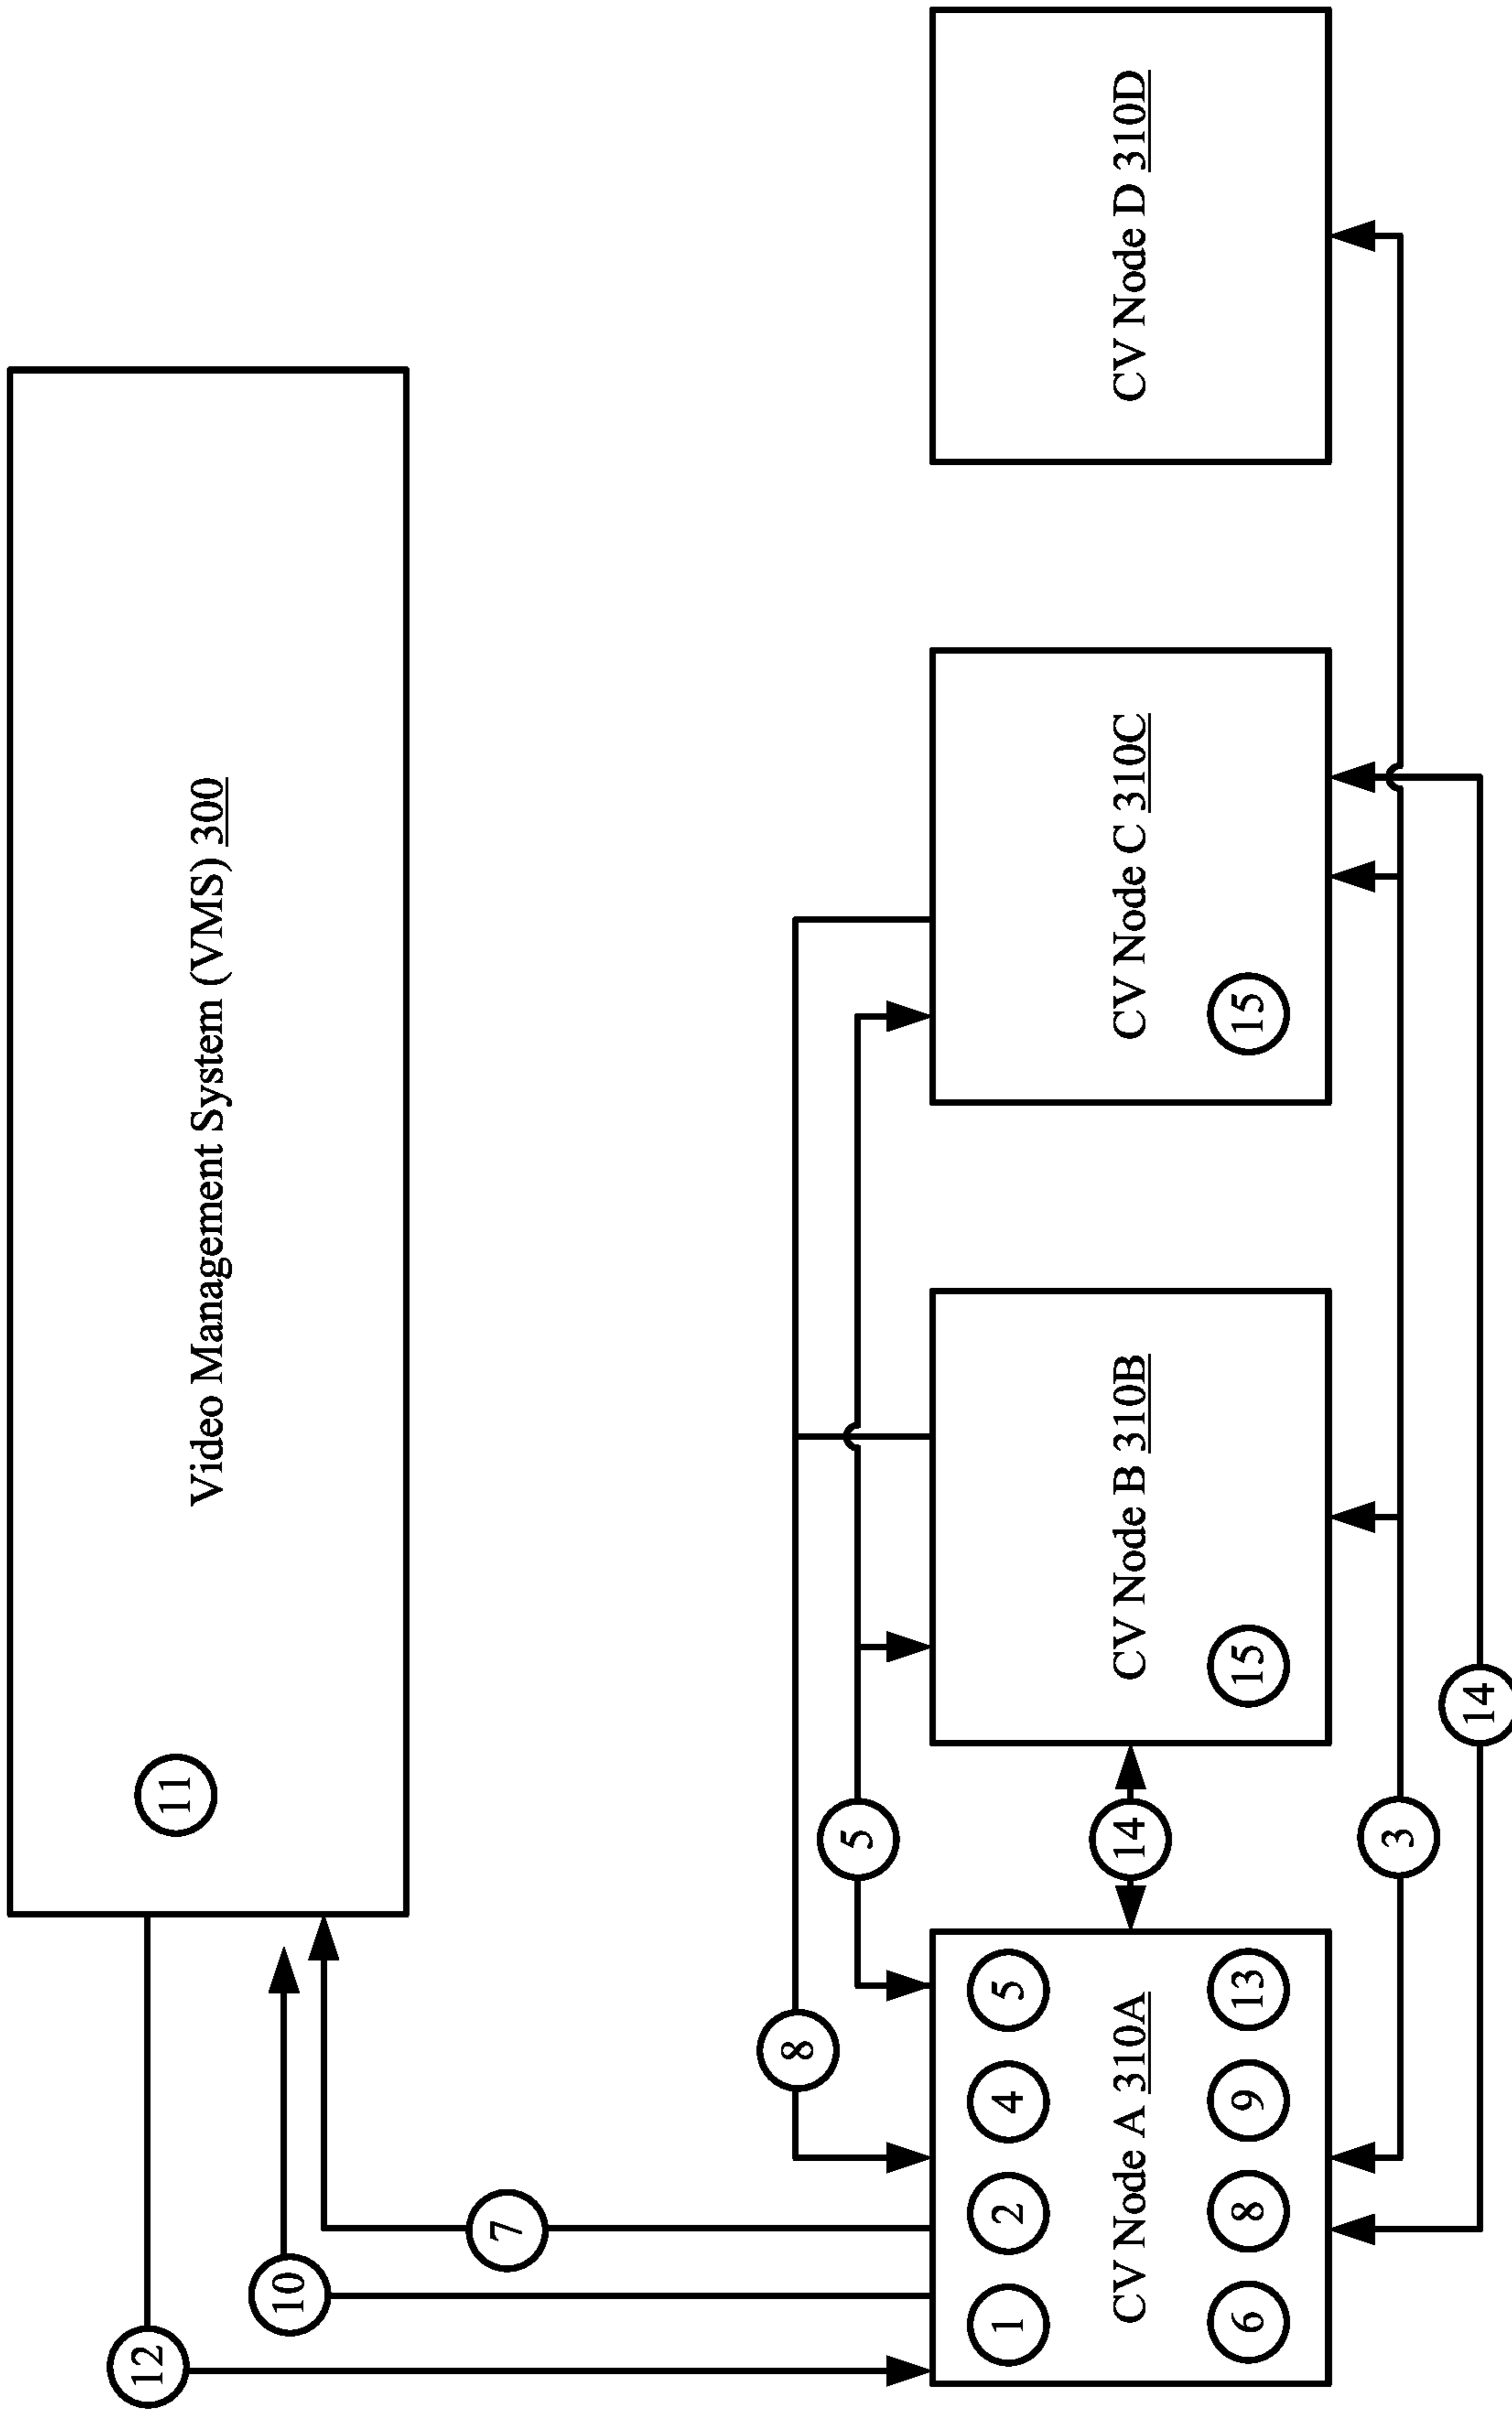 12
11
Video Management System (VMS) 300
10
7
8
5
1 2 4 5
CV Node A 310A
14
CV Node B 310B
CV Node C 310C
CV Node D 310D
6 8 9 13
15
15
3
14